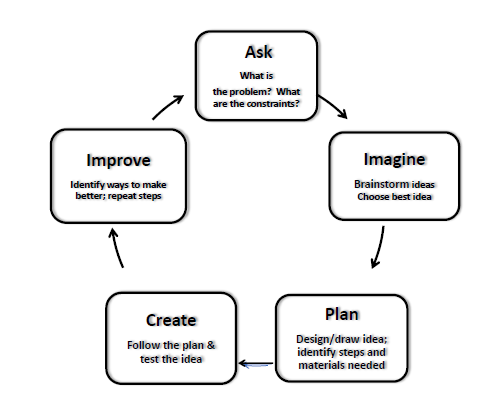 Ask
What is
the problem? What
are the constraints?
Imagine
Brainstorm ideas
Choose best idea
Plan
Design/draw idea;
identify steps and
materials needed
Create
Follow the plan &
test the idea
Improve
Identify ways to make
better; repeat steps